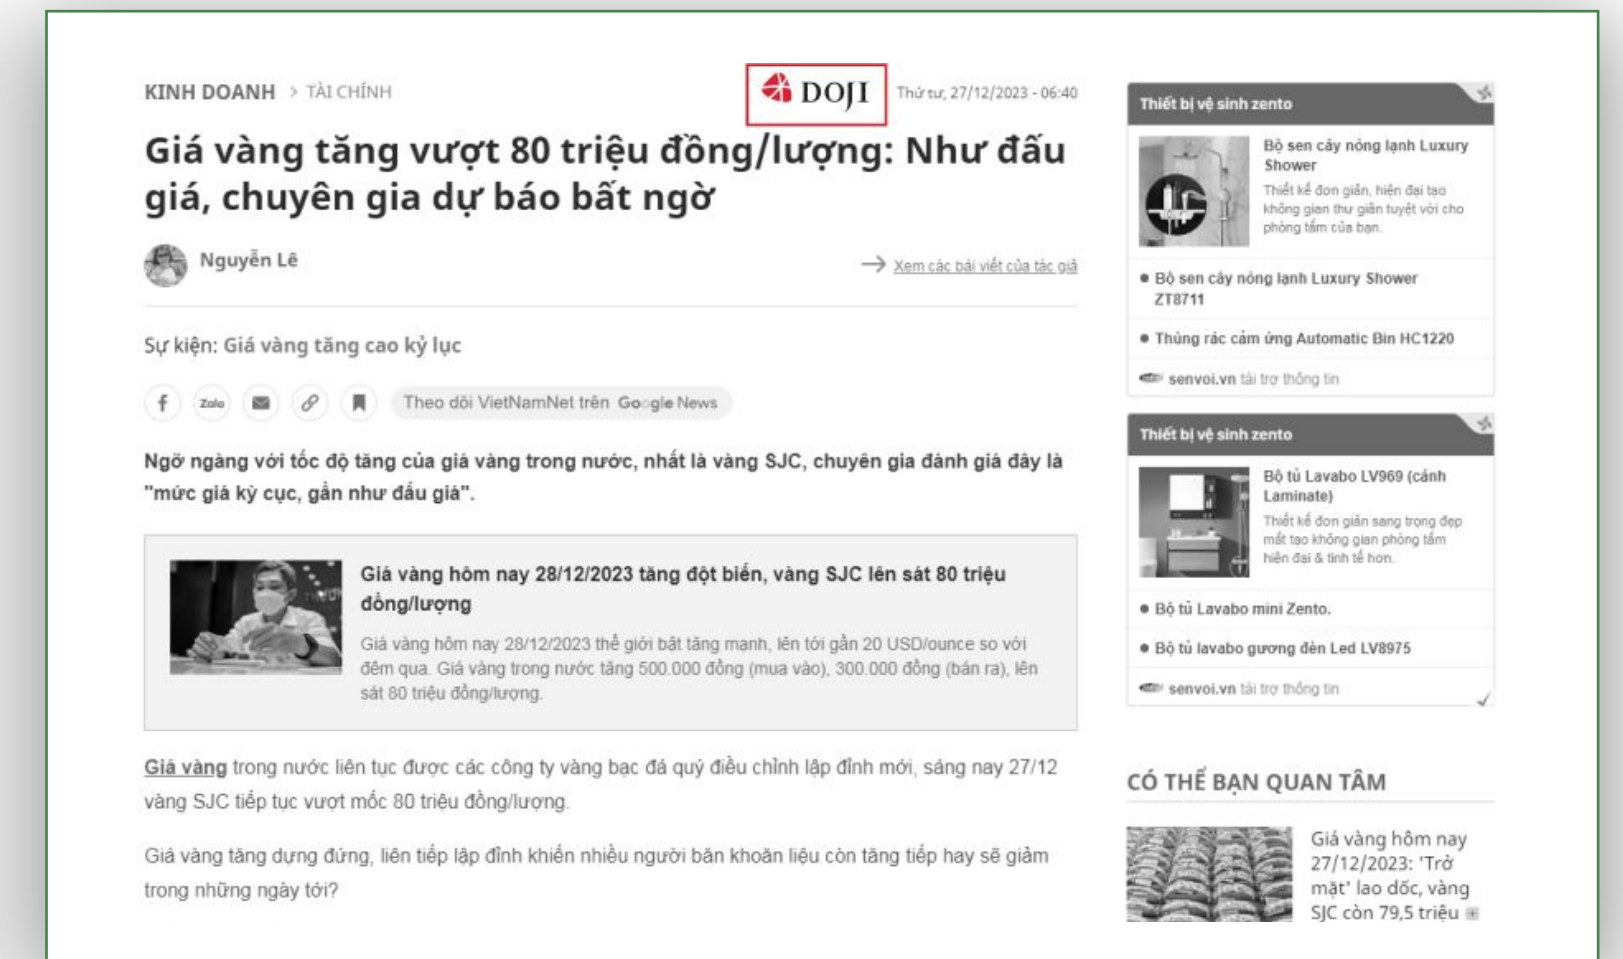 KINH DOANH > TÀI CHÍNH
DOJI
Thứ tư, 27/12/2023 - 06:40
Giá vàng tăng vượt 80 triệu đồng/lượng: Như đấu
giá, chuyên gia dự báo bất ngờ
Nguyễn Lê
Xem các bài viết của tác giả
Sự kiện: Giá vàng tăng cao kỷ lục
Zalo
Theo dõi VietNamNet trên Google News
Ngỡ ngàng với tốc độ tăng của giá vàng trong nước, nhất là vàng SJC, chuyên gia đánh giá đây là
"mức giá kỳ cục, gần như đấu giá".
Giá vàng hôm nay 28/12/2023 tăng đột biến, vàng SJC lên sát 80 triệu
đồng/lượng
Giá vàng hôm nay 28/12/2023 thế giới bật tăng mạnh, lên tới gần 20 USD/ounce so với
đêm qua. Giá vàng trong nước tăng 500.000 đồng (mua vào), 300.000 đồng (bán ra), lên
sát 80 triệu đồng/lượng.
Giá vàng trong nước liên tục được các công ty vàng bạc đá quý điều chỉnh lập đỉnh mới, sáng nay 27/12
vàng SJC tiếp tục vượt mốc 80 triệu đồng/lượng.
Giá vàng tăng dựng đứng, liên tiếp lập đỉnh khiến nhiều người băn khoăn liệu còn tăng tiếp hay sẽ giảm
trong những ngày tới?
Thiết bị vệ sinh zento
Bộ sen cây nóng lạnh Luxury
Shower
Thiết kế đơn giản, hiện đại tạo
không gian thư giãn tuyệt vời cho
phòng tắm của bạn.
Bộ sen cây nóng lạnh Luxury Shower
ZT8711
Thùng rác cảm ứng Automatic Bin HC1220
senvoi.vn tài trợ thông tin
Thiết bị vệ sinh zento
Bộ tủ Lavabo LV969 (cánh
Laminate)
Thiết kế đơn giản sang trọng đẹp
mắt tạo không gian phòng tắm
hiện đại & tinh tế hơn.
Bộ tủ Lavabo mini Zento.
Bộ tủ lavabo gương đèn Led LV8975
senvoi.vn tài trợ thông tin
CÓ THỂ BẠN QUAN TÂM
Giá vàng hôm nay
27/12/2023: 'Trở
mặt' lao dốc, vàng
SJC còn 79,5 triệu